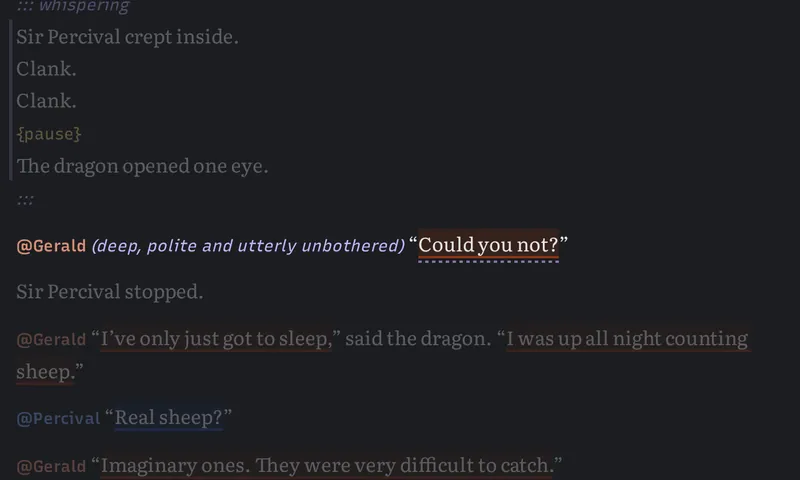 ::: whispering
Sir Percival crept inside.
Clank.
Clank.
{pause}
The dragon opened one eye.
:::
@Gerald (deep, polite and utterly unbothered) “Could you not?”
Sir Percival stopped.
@Gerald “I’ve only just got to sleep,” said the dragon. “I was up all night counting
sheep.”
@Percival “Real sheep?”
@Gerald “Imaginary ones. They were very difficult to catch.”